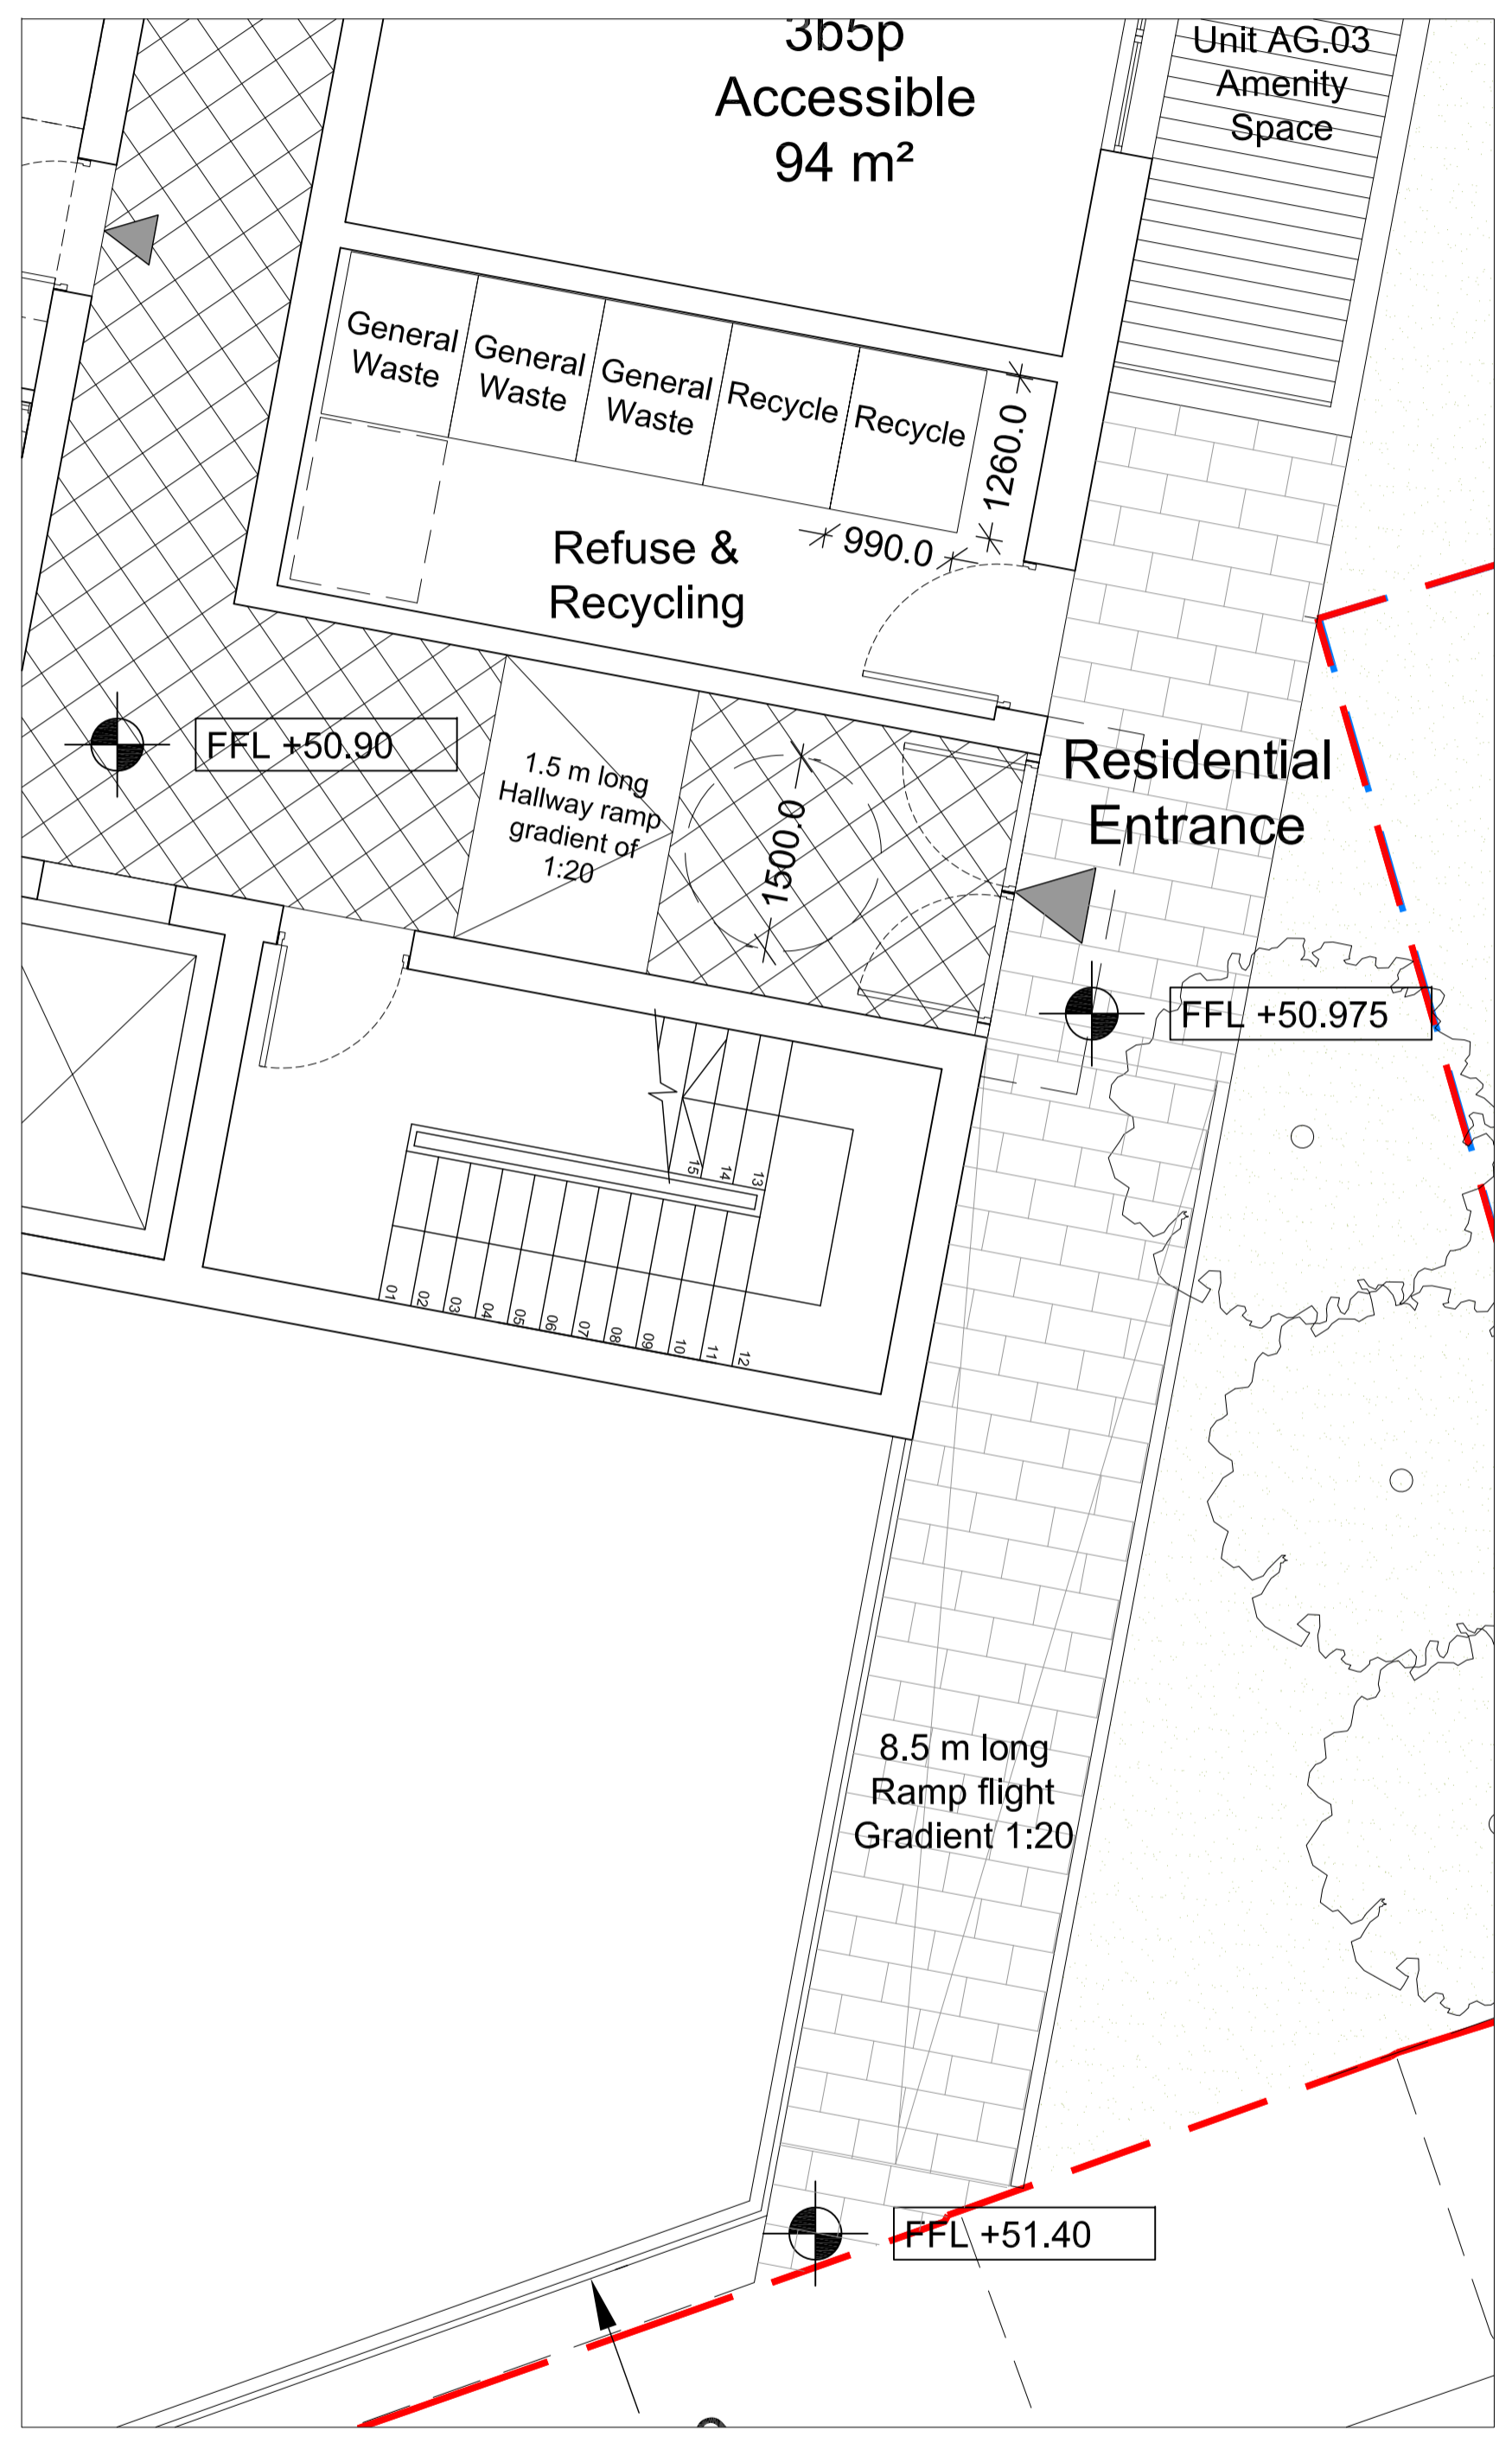 3b5p
Accessible
94 m²
Unit AG.03
Amenity
Space
General
Waste
General
Waste
General
Waste
Recycle
Recycle
1260.0
990.0
Refuse &
Recycling
FFL +50.90
1.5 m long
Hallway ramp
gradient of
1:20
1500.0
Residential
Entrance
FFL +50.975
15
14
13
01
02
03
04
05
06
07
08
09
10
11
12
8.5 m long
Ramp flight
Gradient 1:20
FFL +51.40